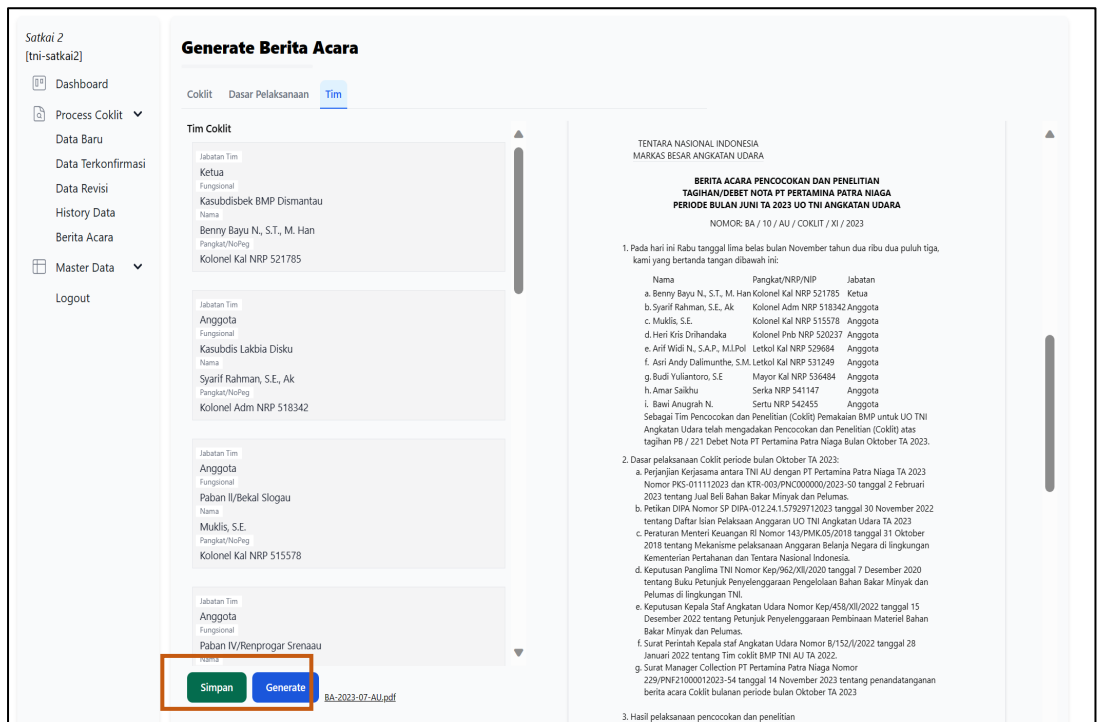 Satkai 2
[tni-satkai2]
Dashboard
Process Coklit
Data Baru
Data Terkonfirmasi
Data Revisi
History Data
Berita Acara
Master Data
Logout
Generate Berita Acara
Coklit Dasar Pelaksanaan Tim
Tim Coklit
Jabatan Tim
Ketua
Fungsional
Kasubdisbek BMP Dismantau
Nama
Benny Bayu N., S.T., M. Han
Pangkat/NoPeg
Kolonel Kal NRP 521785
Jabatan Tim
Anggota
Fungsional
Kasubdis Lakbia Disku
Nama
Syarif Rahman, S.E., Ak
Pangkat/NoPeg
Kolonel Adm NRP 518342
Jabatan Tim
Anggota
Fungsional
Paban II/Bekal Slogau
Nama
Muklis, S.E.
Pangkat/NoPeg
Kolonel Kal NRP 515578
Jabatan Tim
Anggota
Fungsional
Paban IV/Renprogar Srenaau
Nama
Simpan Generate BA-2023-07-AU.pdf
TENTARA NASIONAL INDONESIA
MARKAS BESAR ANGKATAN UDARA
BERITA ACARA PENCOCOKAN DAN PENELITIAN
TAGIHAN/DEBET NOTA PT PERTAMINA PATRA NIAGA
PERIODE BULAN JUNI TA 2023 UO TNI ANGKATAN UDARA
NOMOR: BA / 10 / AU / COKLIT / XI / 2023
1. Pada hari ini Rabu tanggal lima belas bulan November tahun dua ribu dua puluh tiga,
kami yang bertanda tangan dibawah ini:
Nama Pangkat/NRP/NIP Jabatan
a. Benny Bayu N., S.T., M. Han Kolonel Kal NRP 521785 Ketua
b. Syarif Rahman, S.E., Ak Kolonel Adm NRP 518342 Anggota
c. Muklis, S.E. Kolonel Kal NRP 515578 Anggota
d. Heri Kris Drihandaka Kolonel Pnb NRP 520237 Anggota
e. Arif Widi N., S.A.P., M.I.Pol Letkol Kal NRP 529684 Anggota
f. Asri Andy Dalimunthe, S.M. Letkol Kal NRP 531249 Anggota
g. Budi Yuliantoro, S.E Mayor Kal NRP 536484 Anggota
h. Amar Saikhu Serka NRP 541147 Anggota
i. Bawi Anugrah N. Sertu NRP 542455 Anggota
Sebagai Tim Pencocokan dan Penelitian (Coklit) Pemakaian BMP untuk UO TNI
Angkatan Udara telah mengadakan Pencocokan dan Penelitian (Coklit) atas
tagihan PB / 221 Debet Nota PT Pertamina Patra Niaga Bulan Oktober TA 2023.
2. Dasar pelaksanaan Coklit periode bulan Oktober TA 2023:
a. Perjanjian Kerjasama antara TNI AU dengan PT Pertamina Patra Niaga TA 2023
Nomor PKS-011112023 dan KTR-003/PNC000000/2023-S0 tanggal 2 Februari
2023 tentang Jual Beli Bahan Bakar Minyak dan Pelumas.
b. Petikan DIPA Nomor SP DIPA-012.24.1.57929712023 tanggal 30 November 2022
tentang Daftar Isian Pelaksaan Anggaran UO TNI Angkatan Udara TA 2023
c. Peraturan Menteri Keuangan RI Nomor 143/PMK.05/2018 tanggal 31 Oktober
2018 tentang Mekanisme pelaksanaan Anggaran Belanja Negara di lingkungan
Kementerian Pertahanan dan Tentara Nasional Indonesia.
d. Keputusan Panglima TNI Nomor Kep/962/XII/2020 tanggal 7 Desember 2020
tentang Buku Petunjuk Penyelenggaraan Pengelolaan Bahan Bakar Minyak dan
Pelumas di lingkungan TNI.
e. Keputusan Kepala Staf Angkatan Udara Nomor Kep/458/XII/2022 tanggal 15
Desember 2022 tentang Petunjuk Penyelenggaraan Pembinaan Materiel Bahan
Bakar Minyak dan Pelumas.
f. Surat Perintah Kepala staf Angkatan Udara Nomor B/152/I/2022 tanggal 28
Januari 2022 tentang Tim coklit BMP TNI AU TA 2022.
g. Surat Manager Collection PT Pertamina Patra Niaga Nomor
229/PNF2100012023-54 tanggal 14 November 2023 tentang penandatanganan
berita acara Coklit bulanan periode bulan Oktober TA 2023
3. Hasil pelaksanaan pencocokan dan penelitian